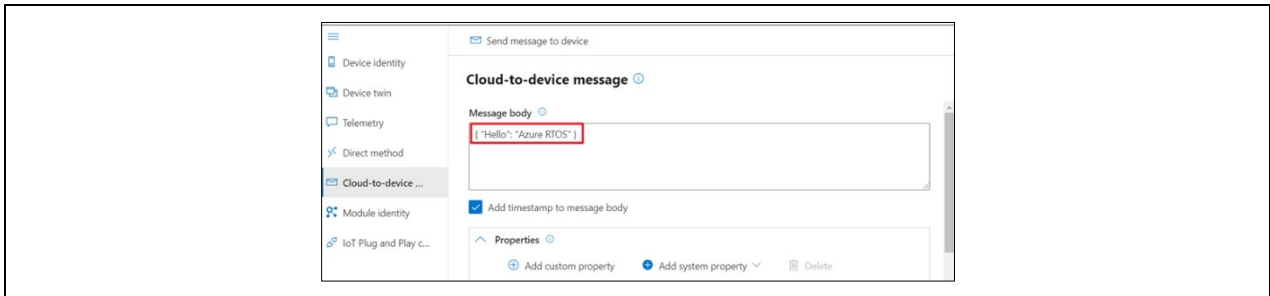 Device identity
Device twin
Telemetry
Direct method
Cloud-to-device ...
Module identity
IoT Plug and Play c...
Send message to device
Cloud-to-device message
Message body
{ "Hello": "Azure RTOS" }
Add timestamp to message body
Properties
Add custom property Add system property Delete